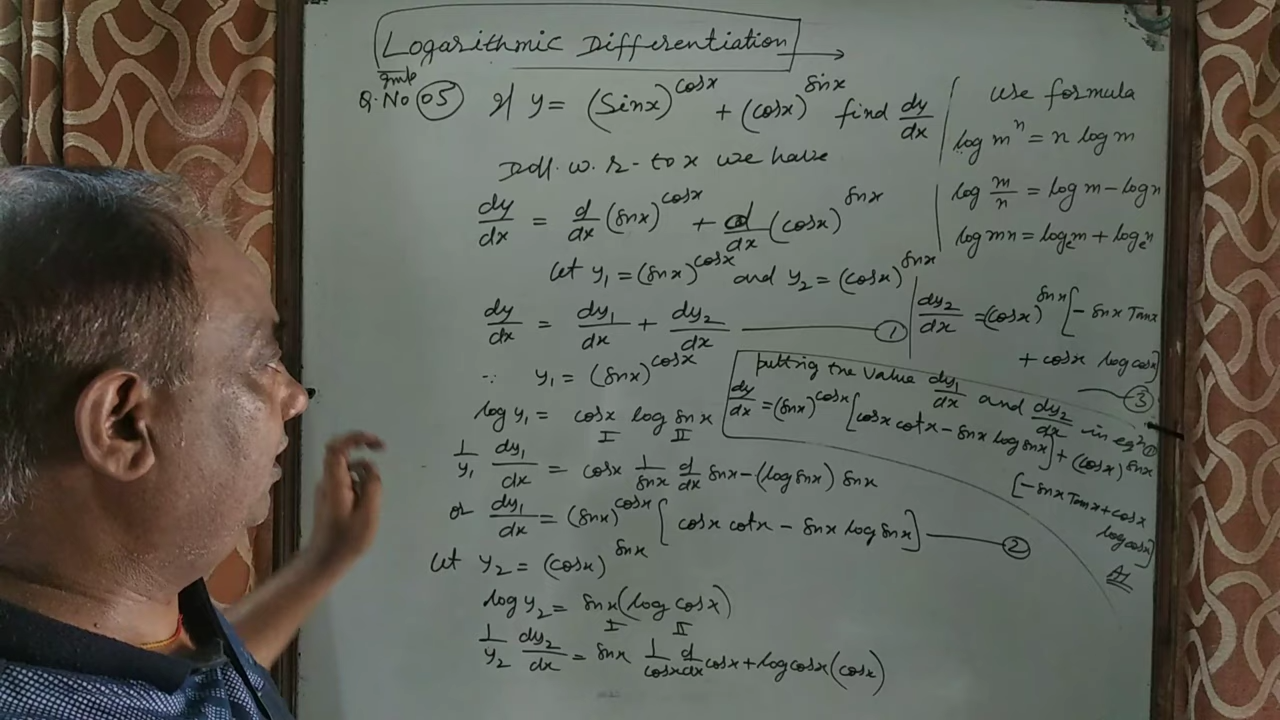 Logarithmic Differentiation →
Imp
Q. No 05 If y = (Sinx)^cosx + (cosx)^sinx find dy/dx
Diff. w. r- to x we have
dy/dx = d/dx (sinx)^cosx + d/dx (cosx)^sinx
Let y₁ = (sinx)^cosx and y₂ = (cosx)^sinx
dy/dx = dy₁/dx + dy₂/dx — 1
∵ y₁ = (sinx)^cosx
log y₁ = cosx log sinx
I II
1/y₁ dy₁/dx = cosx 1/sinx d/dx sinx - (log sinx) sinx
or dy₁/dx = (sinx)^cosx [cosx cotx - sinx log sinx] — 2
Let y₂ = (cosx)^sinx
log y₂ = sinx (log cosx)
I II
1/y₂ dy₂/dx = sinx 1/cosx d/dx cosx + log cosx (cosx)
use formula
log mⁿ = n log m
log m/n = log m - log n
log mn = logₑm + logₑn
dy₂/dx = (cosx)^sinx [- sinx Tanx
+ cosx log cosx] — 3
putting the value dy₁/dx and dy₂/dx in eqⁿ 1
dy/dx = (sinx)^cosx [cosx cotx - sinx log sinx] + (cosx)^sinx
[- sinx Tanx + cosx
log cosx]